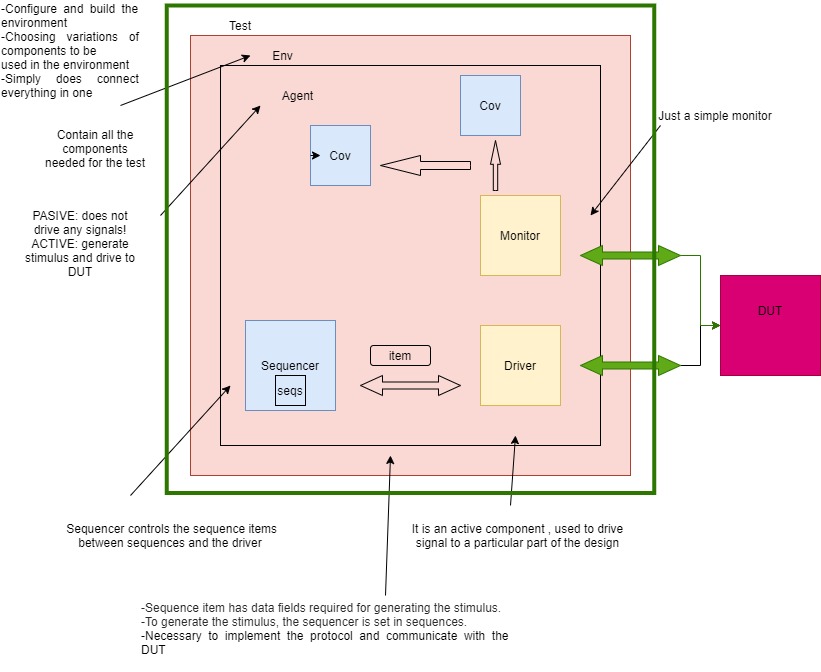 -Configure and build the
environment
-Choosing variations of
components to be
used in the environment
-Simply does connect
everything in one
Test
Env
Agent
Cov
Cov
Just a simple monitor
Contain all the
components
needed for the test
PASIVE: does not
drive any signals!
ACTIVE: generate
stimulus and drive to
DUT
Monitor
DUT
item
Sequencer
seqs
Driver
Sequencer controls the sequence items
between sequences and the driver
It is an active component , used to drive
signal to a particular part of the design
-Sequence item has data fields required for generating the stimulus.
-To generate the stimulus, the sequencer is set in sequences.
-Necessary to implement the protocol and communicate with the
DUT